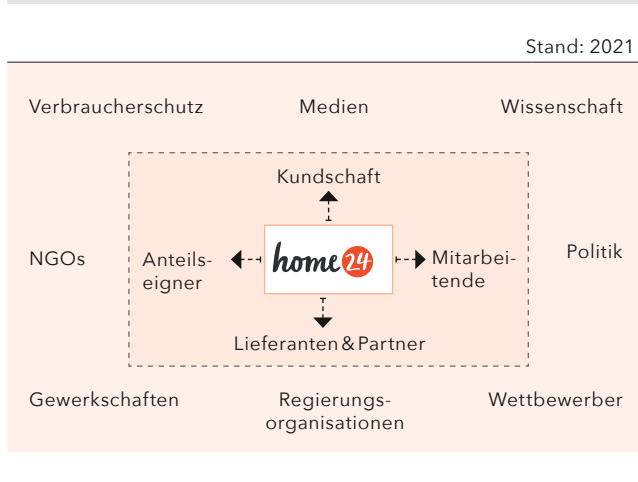 Stand: 2021
Verbraucherschutz Medien Wissenschaft
Kundschaft
NGOs
Anteils-
eigner
home24
Mitarbei-
tende
Politik
Lieferanten & Partner
Gewerkschaften
Regierungs-
organisationen
Wettbewerber